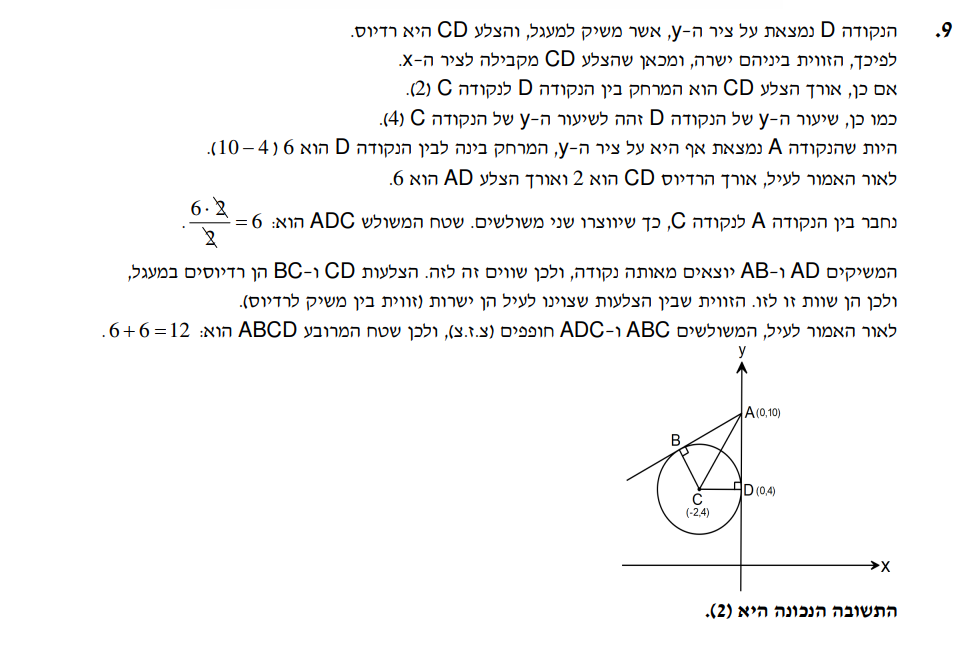 9. הנקודה D נמצאת על ציר ה-y, אשר משיק למעגל, והצלע CD היא רדיוס.
לפיכך, הזווית ביניהם ישרה, ומכאן שהצלע CD מקבילה לציר ה-x.
אם כן, אורך הצלע CD הוא המרחק בין הנקודה D לנקודה C (2).
כמו כן, שיעור ה-y של הנקודה D זהה לשיעור ה-y של הנקודה C (4).
היות שהנקודה A נמצאת אף היא על ציר ה-y, המרחק בינה לבין הנקודה D הוא 6 (10 − 4).
לאור האמור לעיל, אורך הרדיוס CD הוא 2 ואורך הצלע AD הוא 6.
נחבר בין הנקודה A לנקודה C, כך שיווצרו שני משולשים. שטח המשולש ADC הוא: 6 · 2 / 2 = 6.
המשיקים AD ו-AB יוצאים מאותה נקודה, ולכן שווים זה לזה. הצלעות CD ו-BC הן רדיוסים במעגל,
ולכן הן שוות זו לזו. הזווית שבין הצלעות שצוינו לעיל הן ישרות (זווית בין משיק לרדיוס).
לאור האמור לעיל, המשולשים ABC ו-ADC חופפים (צ.ז.צ), ולכן שטח המרובע ABCD הוא: 6 + 6 = 12.
y
A (0,10)
B
D (0,4)
C
(-2,4)
x
התשובה הנכונה היא (2).